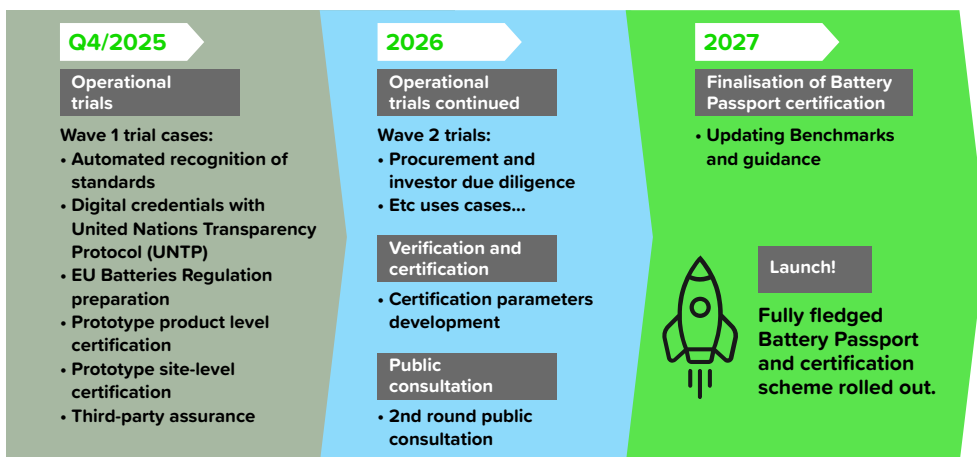 Q4/2025
Operational
trials
Wave 1 trial cases:
• Automated recognition of
standards
• Digital credentials with
United Nations Transparency
Protocol (UNTP)
• EU Batteries Regulation
preparation
• Prototype product level
certification
• Prototype site-level
certification
• Third-party assurance
2026
Operational
trials continued
Wave 2 trials:
• Procurement and
investor due diligence
• Etc uses cases...
Verification and
certification
• Certification parameters
development
Public
consultation
• 2nd round public
consultation
2027
Finalisation of Battery
Passport certification
• Updating Benchmarks
and guidance
Launch!
Fully fledged
Battery Passport
and certification
scheme rolled out.